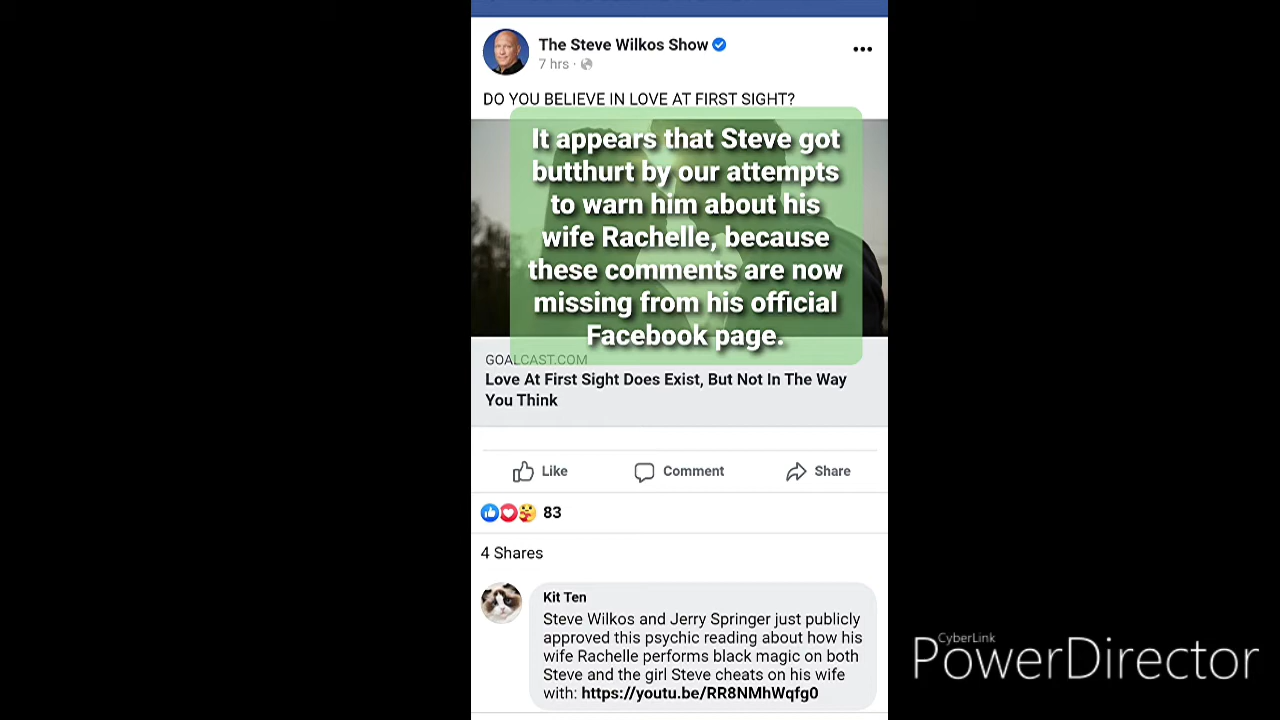 The Steve Wilkos Show
7 hrs ·
DO YOU BELIEVE IN LOVE AT FIRST SIGHT?
It appears that Steve got
butthurt by our attempts
to warn him about his
wife Rachelle, because
these comments are now
missing from his official
Facebook page.
GOALCAST.COM
Love At First Sight Does Exist, But Not In The Way
You Think
Like Comment Share
83
4 Shares
Kit Ten
Steve Wilkos and Jerry Springer just publicly
approved this psychic reading about how his
wife Rachelle performs black magic on both
Steve and the girl Steve cheats on his wife
with: https://youtu.be/RR8NMhWqfg0
CyberLink
PowerDirector